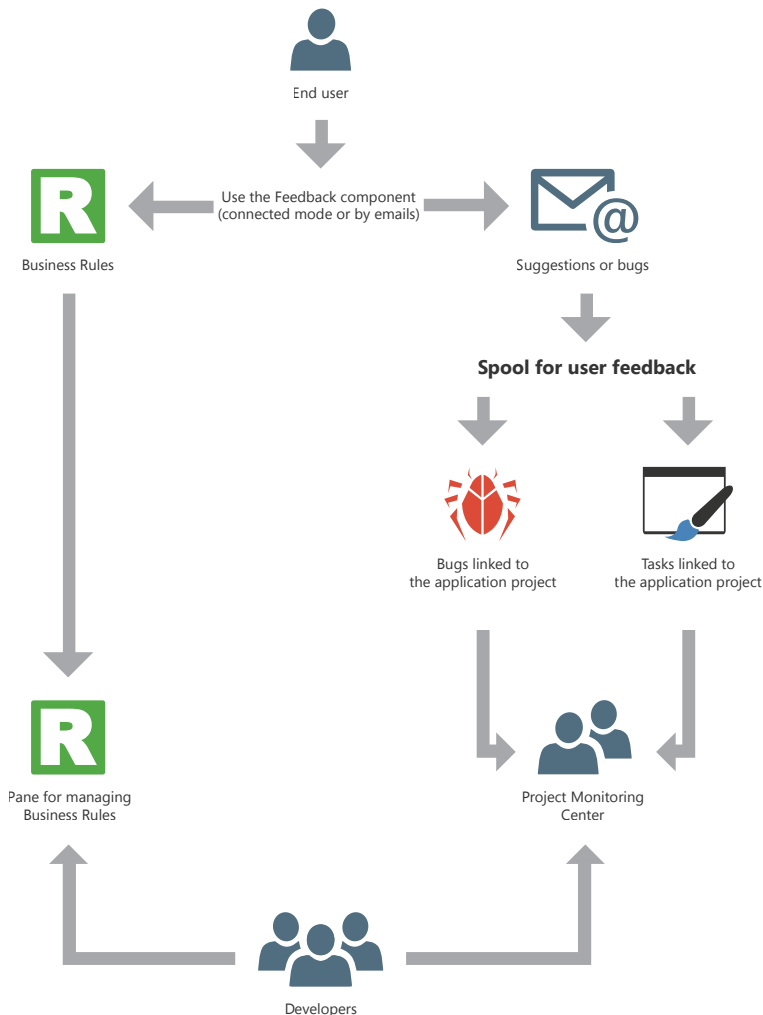 End user
Use the Feedback component
(connected mode or by emails)
R
Business Rules
@
Suggestions or bugs
Spool for user feedback
Bugs linked to
the application project
Tasks linked to
the application project
R
Pane for managing
Business Rules
Project Monitoring
Center
Developers